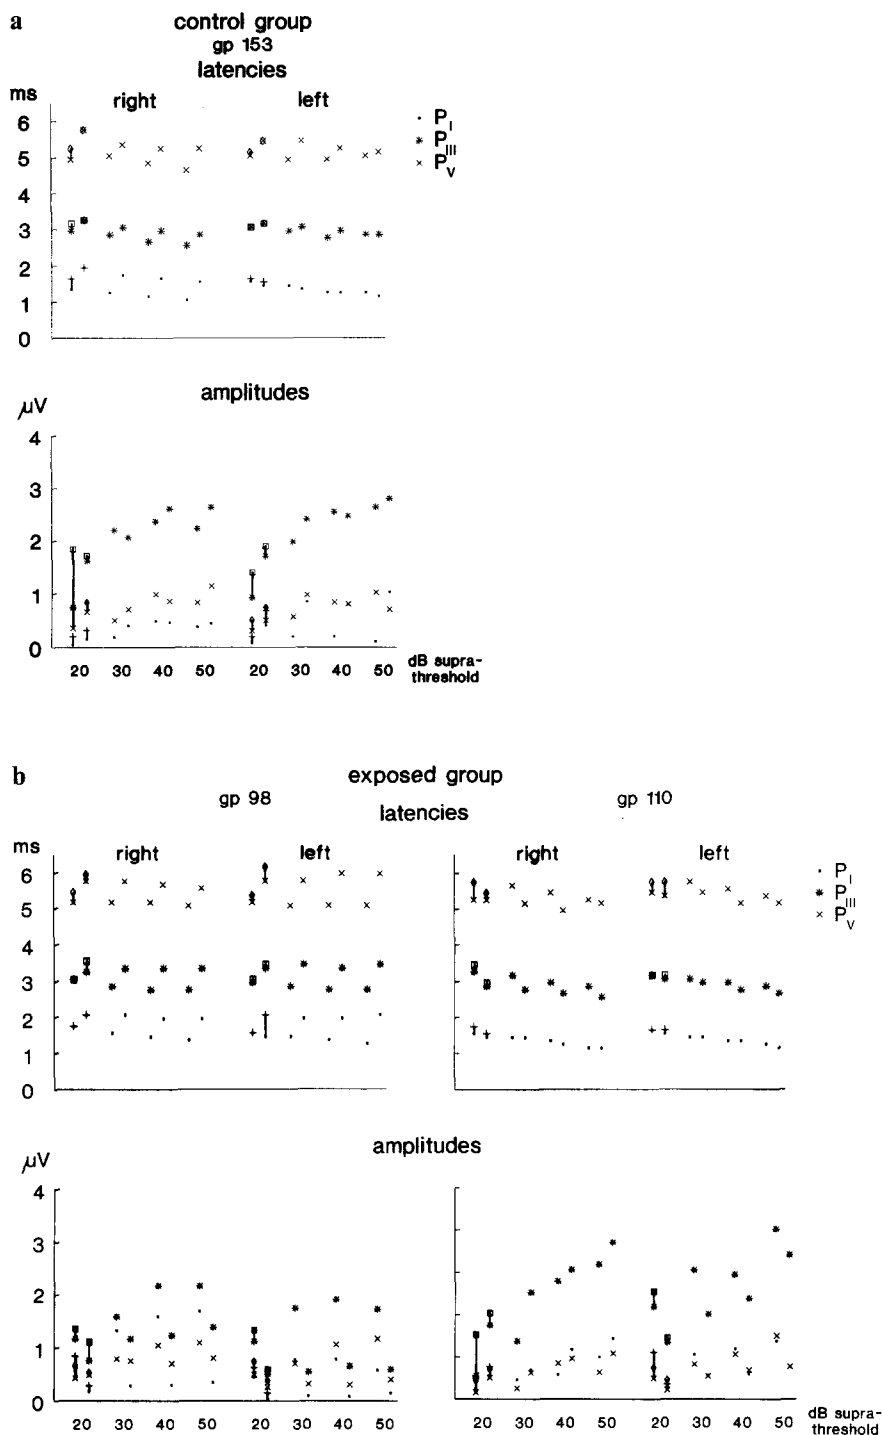 a
control group
gp 153
latencies
ms
right left
6
5
4
3
2
1
0
P_I
P_III
P_V
amplitudes
μV
4
3
2
1
0
20 30 40 50 20 30 40 50
dB supra-
threshold
b
exposed group
gp 98 gp 110
latencies
ms
right left right left
6
5
4
3
2
1
0
P_I
P_III
P_V
amplitudes
μV
4
3
2
1
0
20 30 40 50 20 30 40 50 20 30 40 50 20 30 40 50
dB supra-
threshold